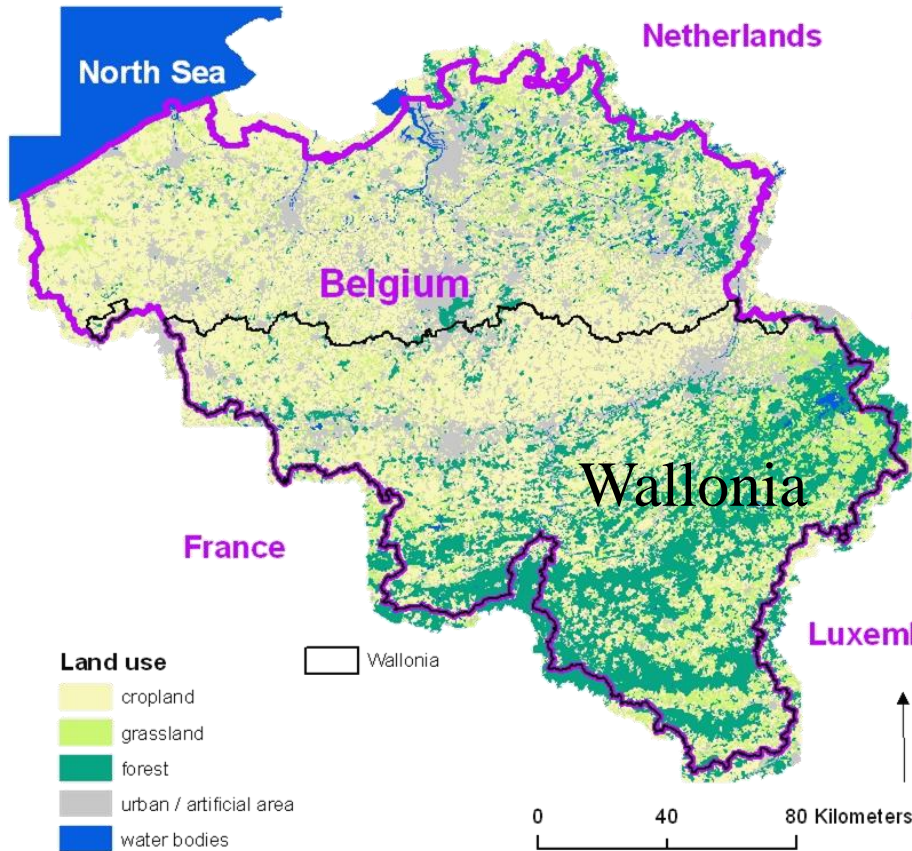 Netherlands
North Sea
Belgium
Wallonia
France
Luxeml
Land use
Wallonia
cropland
grassland
forest
urban / artificial area
water bodies
0 40 80 Kilometers